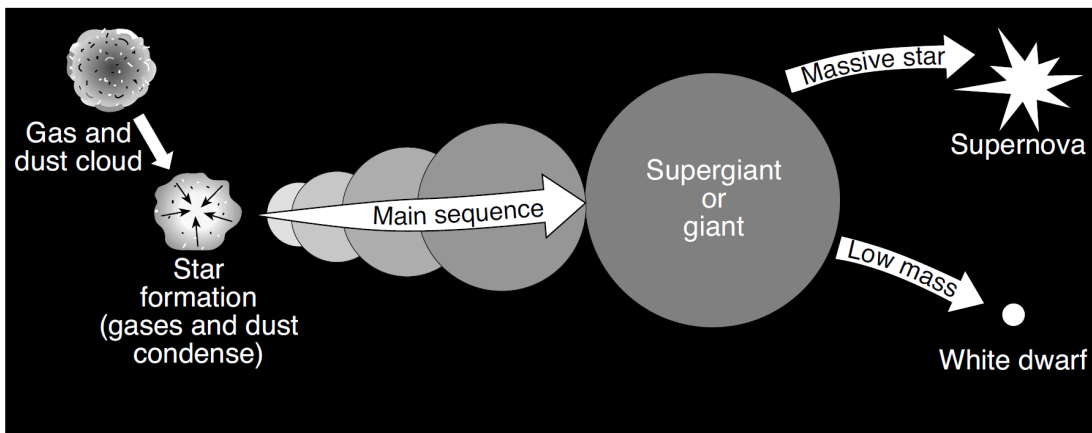 Gas and
dust cloud
Star
formation
(gases and dust
condense)
Main sequence
Supergiant
or
giant
Massive star
Supernova
Low mass
White dwarf